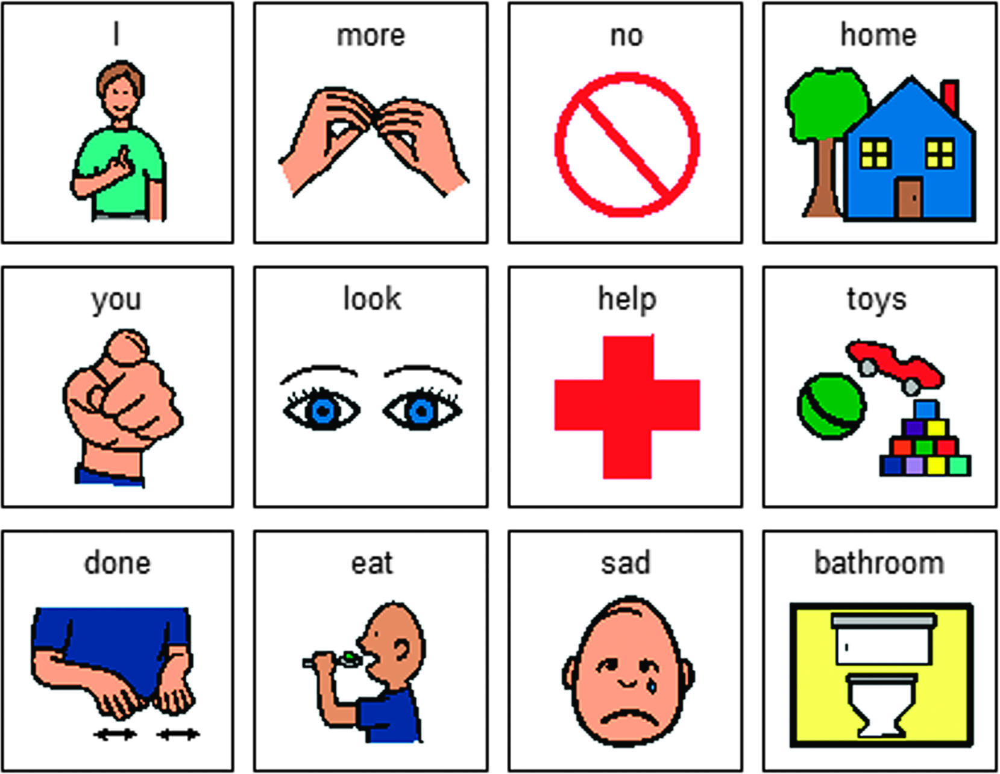 I
more
no
home
you
look
help
toys
done
eat
sad
bathroom